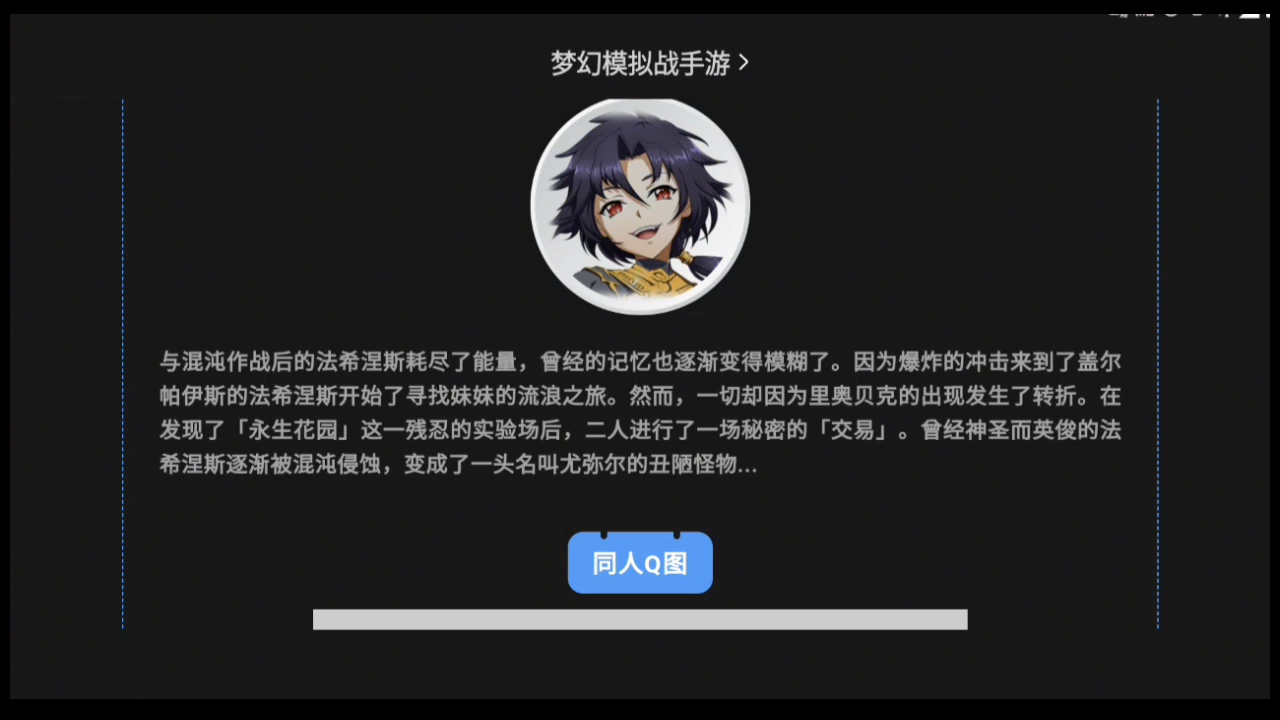 梦幻模拟战手游 >
与混沌作战后的法希涅斯耗尽了能量，曾经的记忆也逐渐变得模糊了。因为爆炸的冲击来到了盖尔
帕伊斯的法希涅斯开始了寻找妹妹的流浪之旅。然而，一切却因为里奥贝克的出现发生了转折。在
发现了「永生花园」这一残忍的实验场后，二人进行了一场秘密的「交易」。曾经神圣而英俊的法
希涅斯逐渐被混沌侵蚀，变成了一头名叫尤弥尔的丑陋怪物...
同人Q图